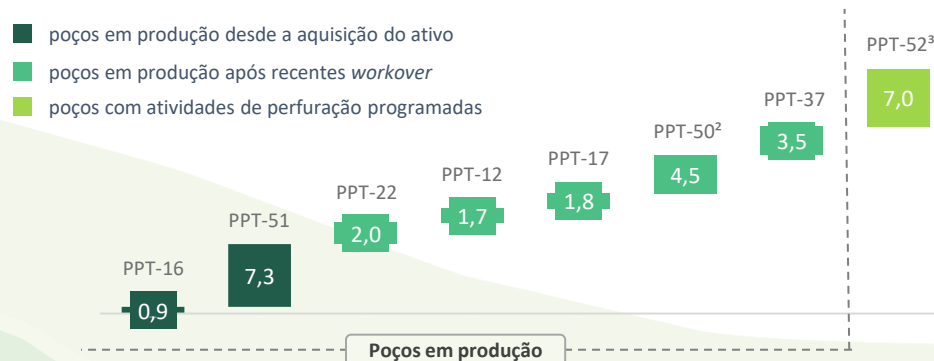 poços em produção desde a aquisição do ativo
poços em produção após recentes workover
poços com atividades de perfuração programadas
PPT-16
0,9
PPT-51
7,3
PPT-22
2,0
PPT-12
1,7
PPT-17
1,8
PPT-50²
4,5
PPT-37
3,5
PPT-52³
7,0
Poços em produção